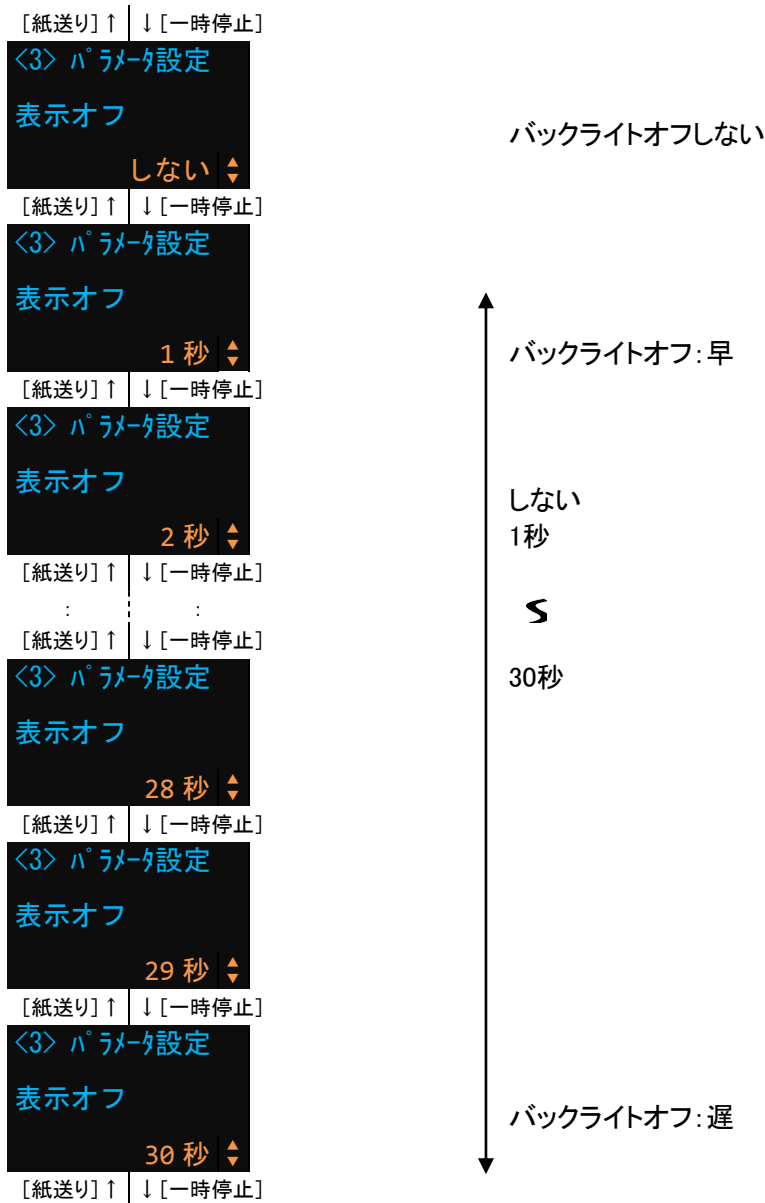 [紙送り]↑ ↓[一時停止]
<3> パラメータ設定
表示オフ
しない
バックライトオフしない
[紙送り]↑ ↓[一時停止]
<3> パラメータ設定
表示オフ
1 秒
バックライトオフ:早
[紙送り]↑ ↓[一時停止]
<3> パラメータ設定
表示オフ
2 秒
しない
1秒
[紙送り]↑ ↓[一時停止]
: :
[紙送り]↑ ↓[一時停止]
<3> パラメータ設定
30秒
表示オフ
28 秒
[紙送り]↑ ↓[一時停止]
<3> パラメータ設定
表示オフ
29 秒
[紙送り]↑ ↓[一時停止]
<3> パラメータ設定
表示オフ
30 秒
バックライトオフ:遅
[紙送り]↑ ↓[一時停止]